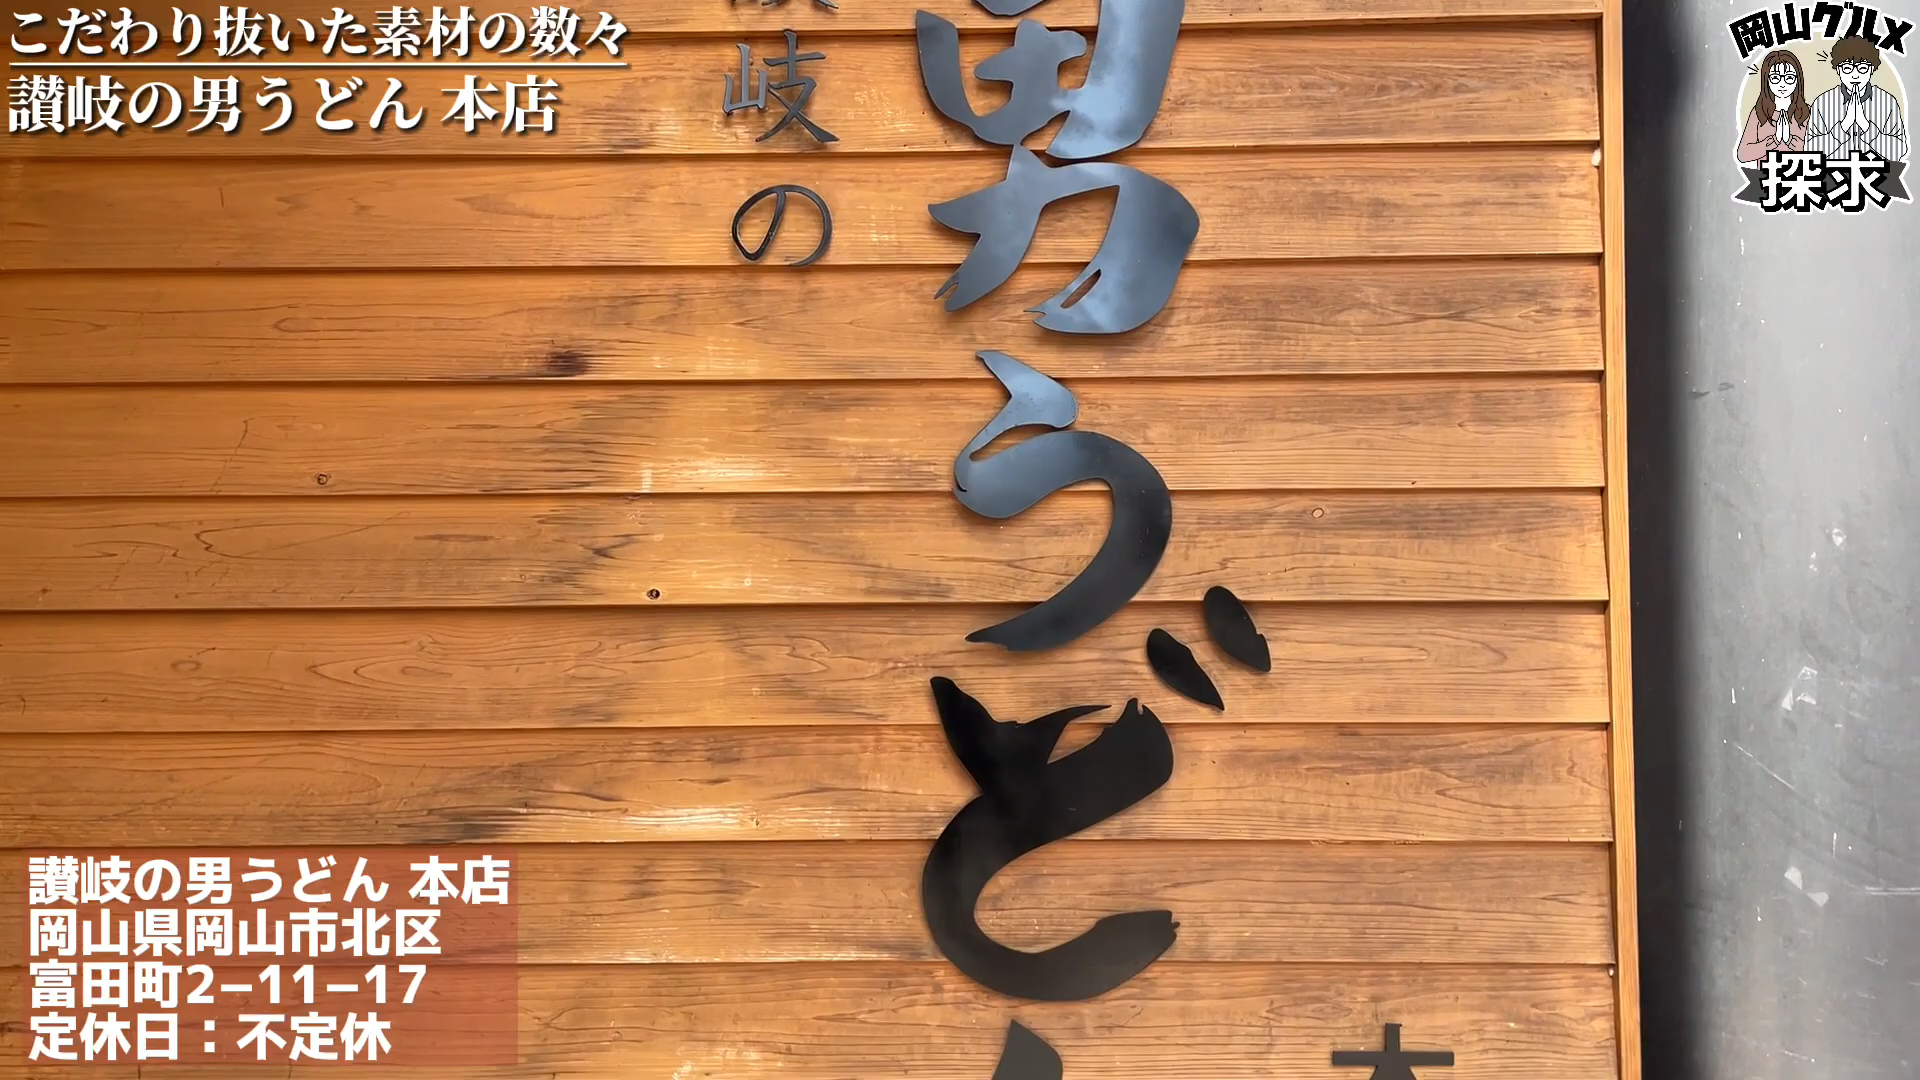 こだわり抜いた素材の数々
讃岐の男うどん 本店
岡山グルメ
探求
岐の
男うど
讃岐の男うどん 本店
岡山県岡山市北区
富田町2−11−17
定休日：不定休